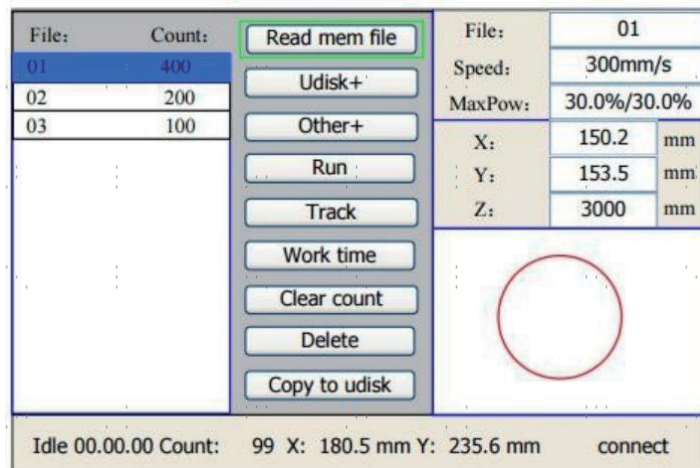 File: Count:
01 400
02 200
03 100
Read mem file
Udisk+
Other+
Run
Track
Work time
Clear count
Delete
Copy to udisk
File: 01
Speed: 300mm/s
MaxPow: 30.0%/30.0%
X: 150.2 mm
Y: 153.5 mm
Z: 3000 mm
Idle 00.00.00 Count: 99 X: 180.5 mm Y: 235.6 mm connect